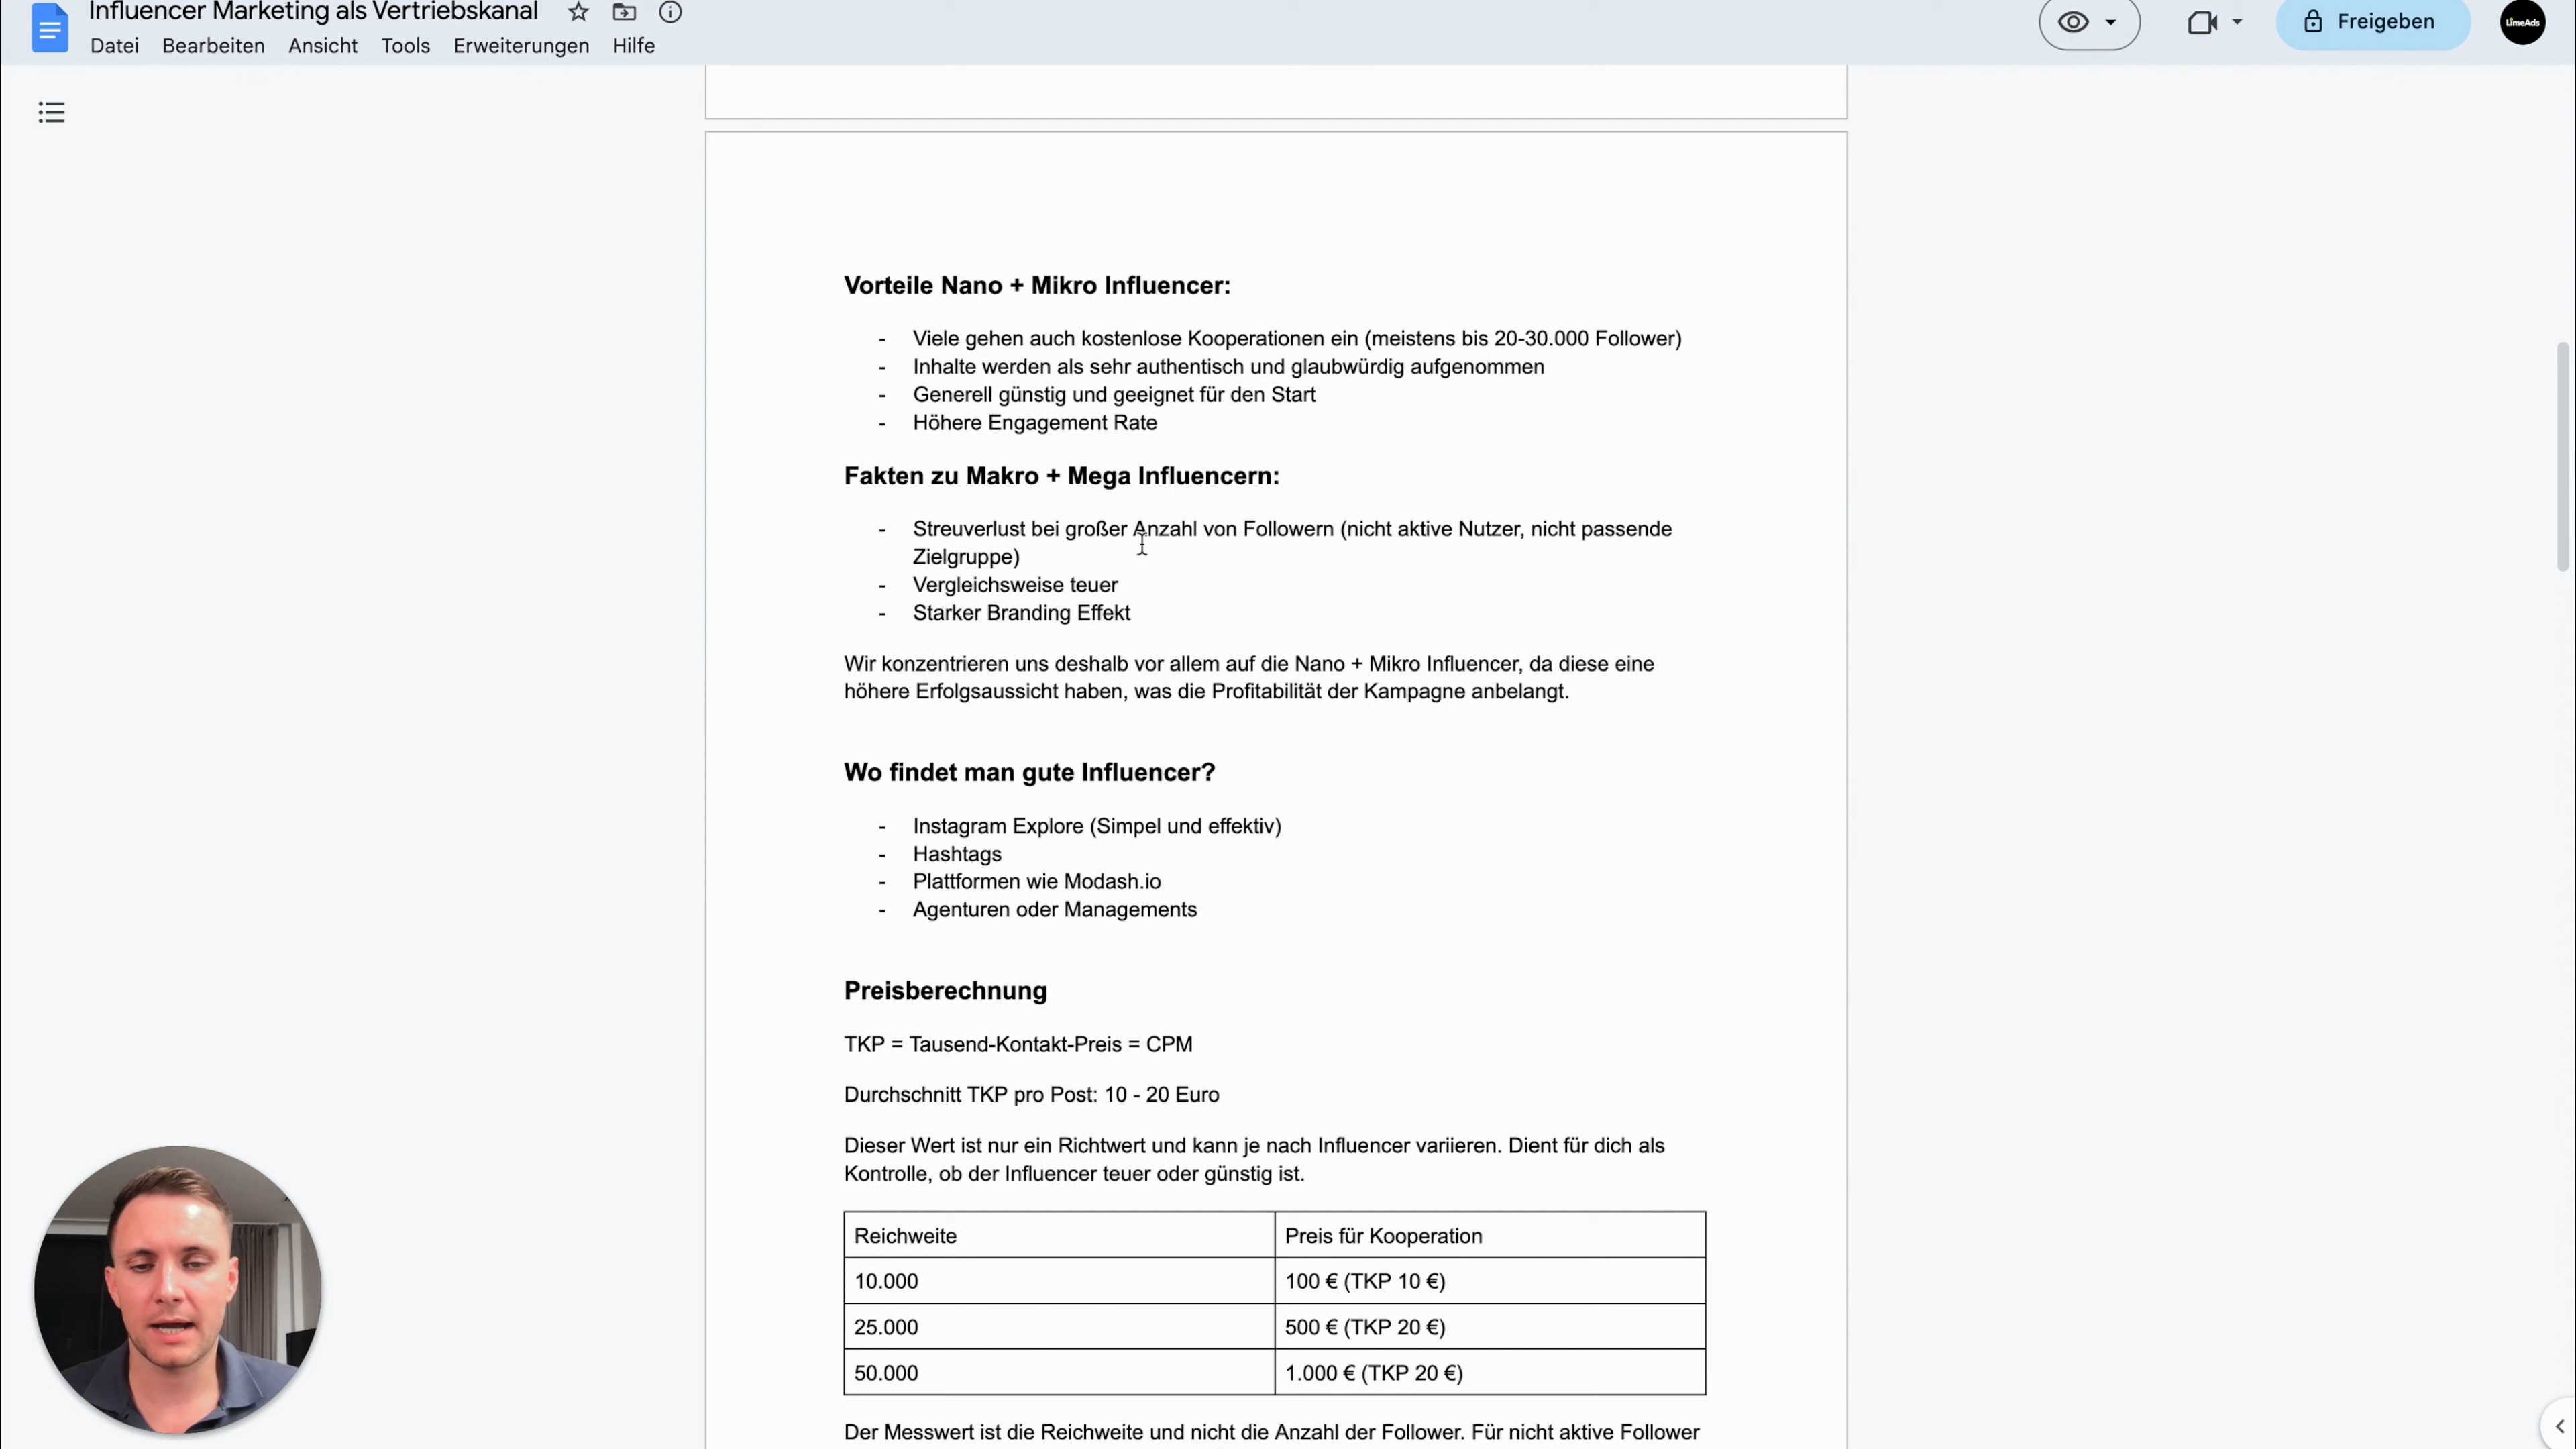 Influencer Marketing als Vertriebskanal
Datei Bearbeiten Ansicht Tools Erweiterungen Hilfe
Freigeben
LimeAds
Vorteile Nano + Mikro Influencer:
- Viele gehen auch kostenlose Kooperationen ein (meistens bis 20-30.000 Follower)
- Inhalte werden als sehr authentisch und glaubwürdig aufgenommen
- Generell günstig und geeignet für den Start
- Höhere Engagement Rate
Fakten zu Makro + Mega Influencern:
- Streuverlust bei großer Anzahl von Followern (nicht aktive Nutzer, nicht passende
Zielgruppe)
- Vergleichsweise teuer
- Starker Branding Effekt
Wir konzentrieren uns deshalb vor allem auf die Nano + Mikro Influencer, da diese eine
höhere Erfolgsaussicht haben, was die Profitabilität der Kampagne anbelangt.
Wo findet man gute Influencer?
- Instagram Explore (Simpel und effektiv)
- Hashtags
- Plattformen wie Modash.io
- Agenturen oder Managements
Preisberechnung
TKP = Tausend-Kontakt-Preis = CPM
Durchschnitt TKP pro Post: 10 - 20 Euro
Dieser Wert ist nur ein Richtwert und kann je nach Influencer variieren. Dient für dich als
Kontrolle, ob der Influencer teuer oder günstig ist.
Reichweite Preis für Kooperation
10.000 100 € (TKP 10 €)
25.000 500 € (TKP 20 €)
50.000 1.000 € (TKP 20 €)
Der Messwert ist die Reichweite und nicht die Anzahl der Follower. Für nicht aktive Follower